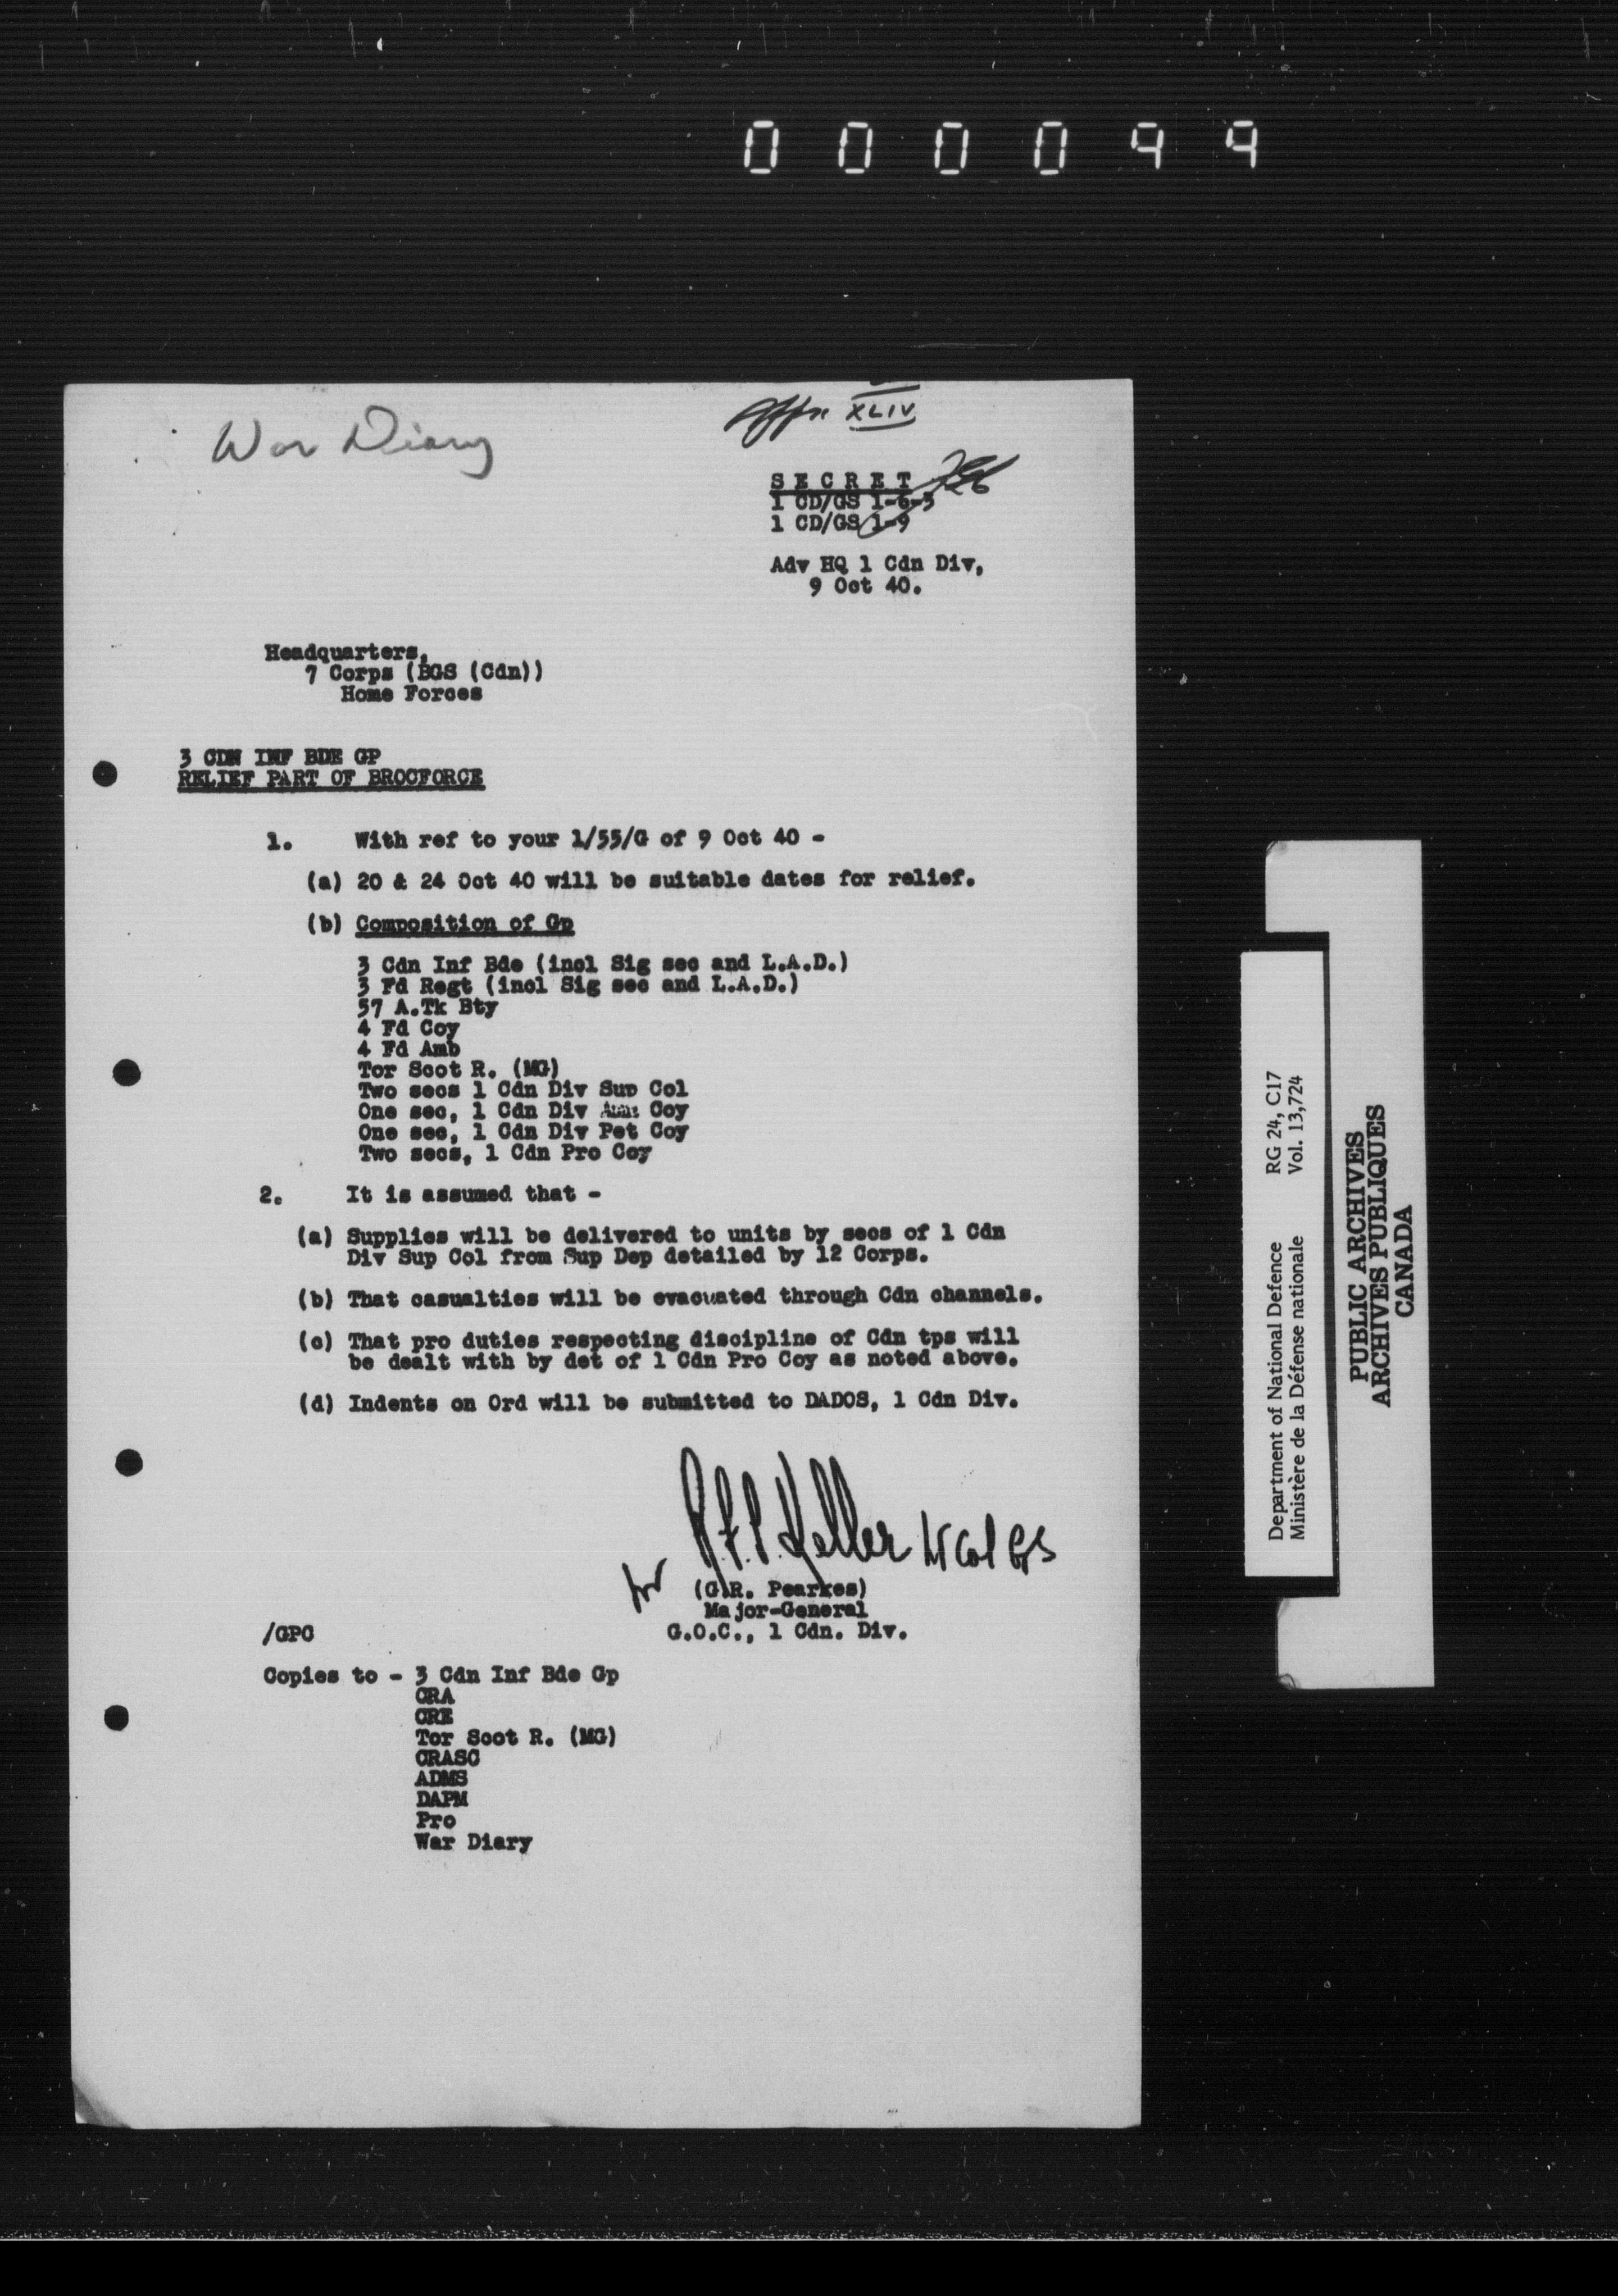 000099
War Diary
XLIV
SECRET
1 CD/GS 1-6-3
1 CD/GS 1-9
Adv HQ 1 Cdn Div,
9 Oct 40.
Headquarters,
7 Corps (BGS (Cdn))
Home Forces
3 CDN INF BDE GP
RELIEF PART OF BROCFORCE
1. With ref to your 1/55/G of 9 Oct 40 -
(a) 20 & 24 Oct 40 will be suitable dates for relief.
(b) Composition of Gp
3 Cdn Inf Bde (incl Sig sec and L.A.D.)
3 Fd Regt (incl Sig sec and L.A.D.)
57 A.Tk Bty
4 Fd Coy
4 Fd Amb
Tor Scot R. (MG)
Two secs 1 Cdn Div Sup Col
One sec, 1 Cdn Div Amn Coy
One sec, 1 Cdn Div Pet Coy
Two secs, 1 Cdn Pro Coy
2. It is assumed that -
(a) Supplies will be delivered to units by secs of 1 Cdn
Div Sup Col from Sup Dep detailed by 12 Corps.
(b) That casualties will be evacuated through Cdn channels.
(c) That pro duties respecting discipline of Cdn tps will
be dealt with by det of 1 Cdn Pro Coy as noted above.
(d) Indents on Ord will be submitted to DADOS, 1 Cdn Div.
R.F.L. Keller Lt Col GS
for (G.R. Pearkes)
Major-General
/GPC G.O.C., 1 Cdn. Div.
Copies to - 3 Cdn Inf Bde Gp
CRA
CRE
Tor Scot R. (MG)
CRASC
ADMS
DAPM
Pro
War Diary
Department of National Defence RG 24, C17
Ministère de la Défense nationale Vol. 13,724
PUBLIC ARCHIVES
ARCHIVES PUBLIQUES
CANADA